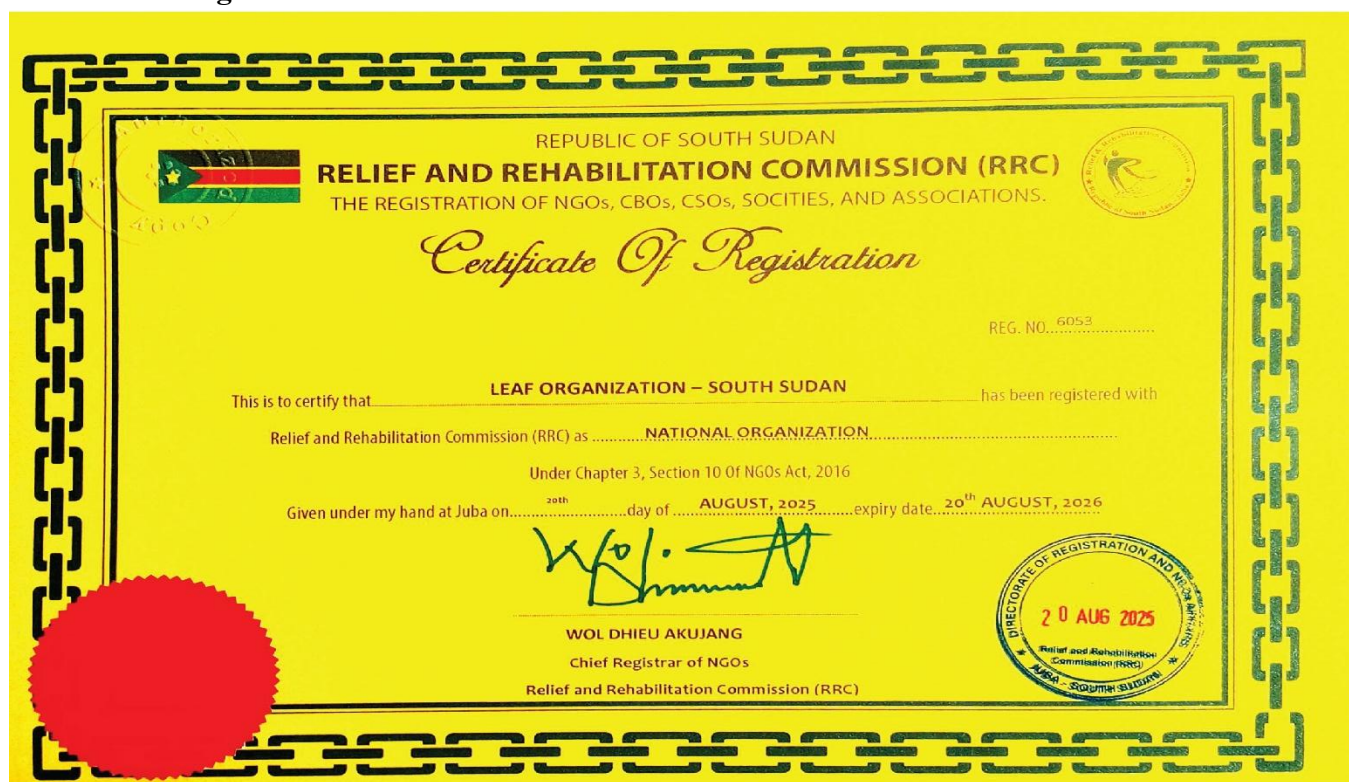 REPUBLIC OF SOUTH SUDAN
RELIEF AND REHABILITATION COMMISSION (RRC)
THE REGISTRATION OF NGOs, CBOs, CSOs, SOCITIES, AND ASSOCIATIONS.
Certificate Of Registration
REG. NO. 6053
This is to certify that LEAF ORGANIZATION – SOUTH SUDAN has been registered with
Relief and Rehabilitation Commission (RRC) as NATIONAL ORGANIZATION
Under Chapter 3, Section 10 Of NGOs Act, 2016
Given under my hand at Juba on 20th day of AUGUST, 2025 expiry date 20th AUGUST, 2026
WOL DHIEU AKUJANG
Chief Registrar of NGOs
Relief and Rehabilitation Commission (RRC)
DIRECTORATE OF REGISTRATION AND NGOs AFFAIRS
20 AUG 2025
Relief and Rehabilitation
Commission (RRC)
JUBA - SOUTH SUDAN